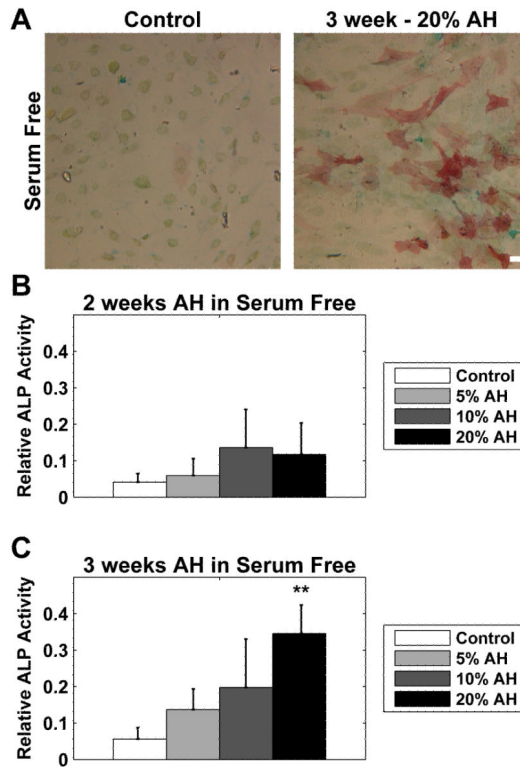 A
Control
3 week - 20% AH
Serum Free
B
2 weeks AH in Serum Free
Relative ALP Activity
0.4
0.3
0.2
0.1
0
Control
5% AH
10% AH
20% AH
C
3 weeks AH in Serum Free
Relative ALP Activity
0.4
0.3
0.2
0.1
0
**
Control
5% AH
10% AH
20% AH